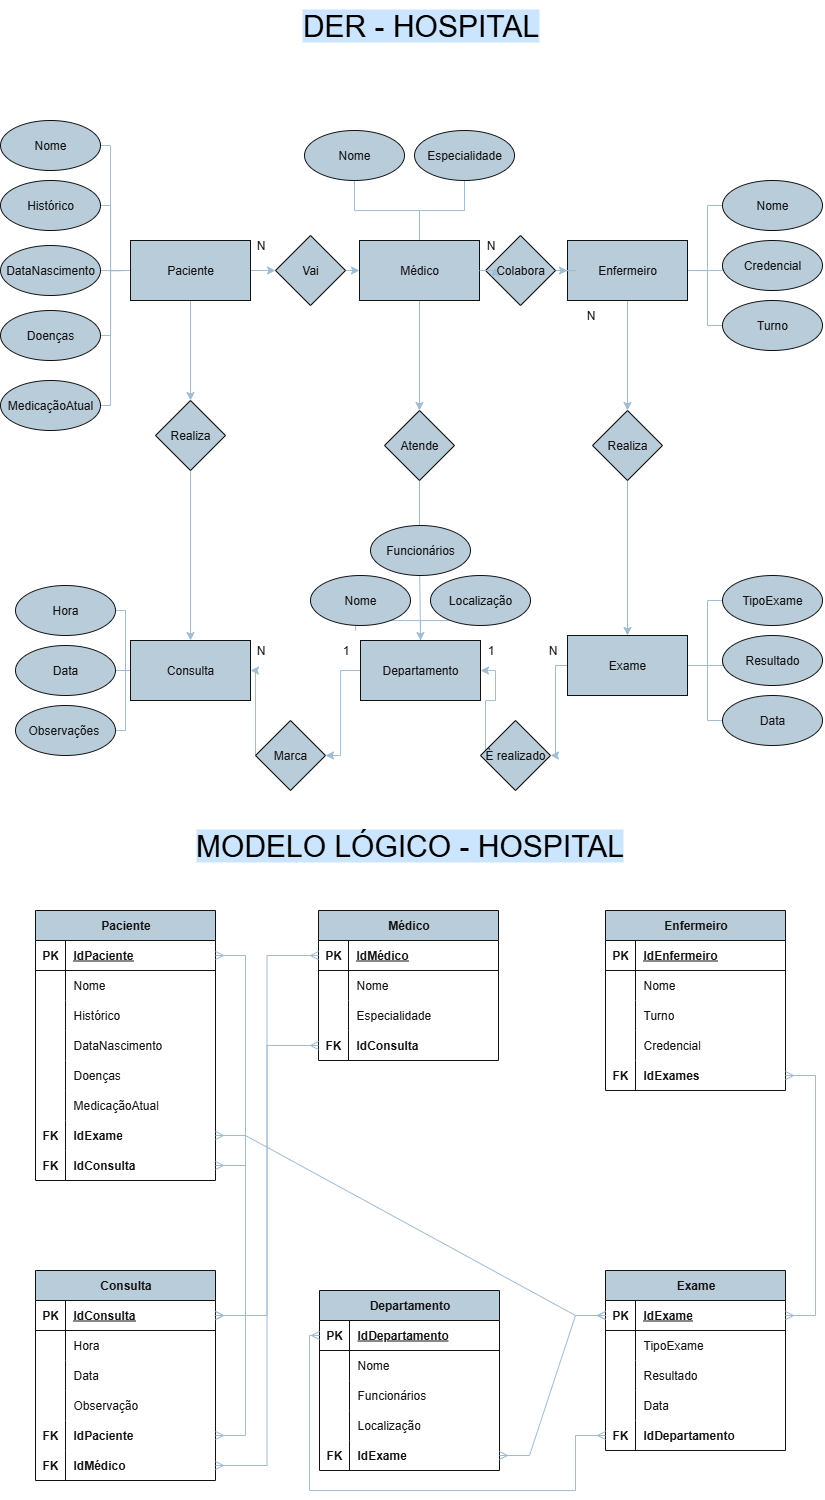 DER - HOSPITAL
Nome
Histórico
DataNascimento
Doenças
MedicaçãoAtual
Nome
Especialidade
Nome
Credencial
Turno
Paciente
N
Vai
Médico
N
Colabora
Enfermeiro
N
Realiza
Atende
Realiza
Funcionários
Nome
Localização
Hora
Data
Observações
TipoExame
Resultado
Data
Consulta
N
1
Departamento
1
N
Exame
Marca
É realizado
MODELO LÓGICO - HOSPITAL
Paciente
PK IdPaciente
Nome
Histórico
DataNascimento
Doenças
MedicaçãoAtual
FK IdExame
FK IdConsulta
Médico
PK IdMédico
Nome
Especialidade
FK IdConsulta
Enfermeiro
PK IdEnfermeiro
Nome
Turno
Credencial
FK IdExames
Consulta
PK IdConsulta
Hora
Data
Observação
FK IdPaciente
FK IdMédico
Departamento
PK IdDepartamento
Nome
Funcionários
Localização
FK IdExame
Exame
PK IdExame
TipoExame
Resultado
Data
FK IdDepartamento